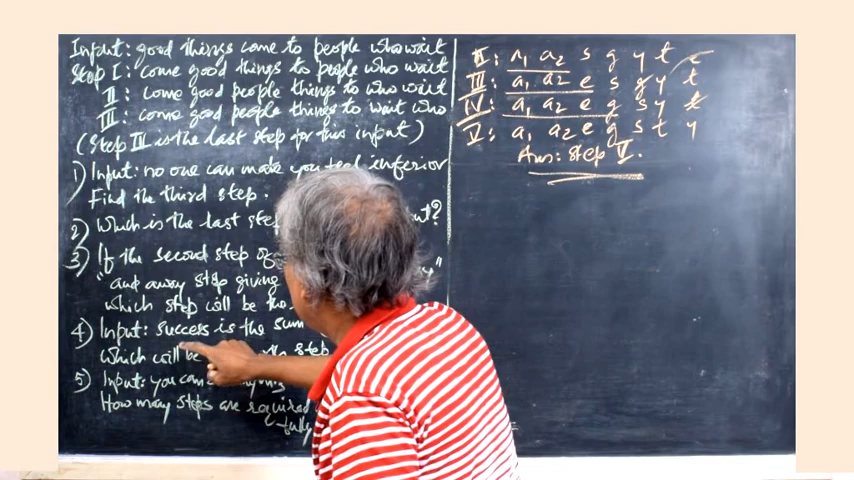 Input: good things come to people who wait
Step I: come good things to people who wait
II: come good people things to who wait
III: come good people things to wait who
(Step III is the last step for this input)
1) Input: no one can make you feel inferior
Find the third step.
2) Which is the last step
3) If the second step of
"and away stop giving
which step will be the
4) Input: success is the sum
Which will be step
5) Input: you can
How many steps are required
II: a1 a2 s g y t e
III: a1 a2 e s g y t
IV: a1 a2 e g s y t
V: a1 a2 e g s t y
Ans: step V.